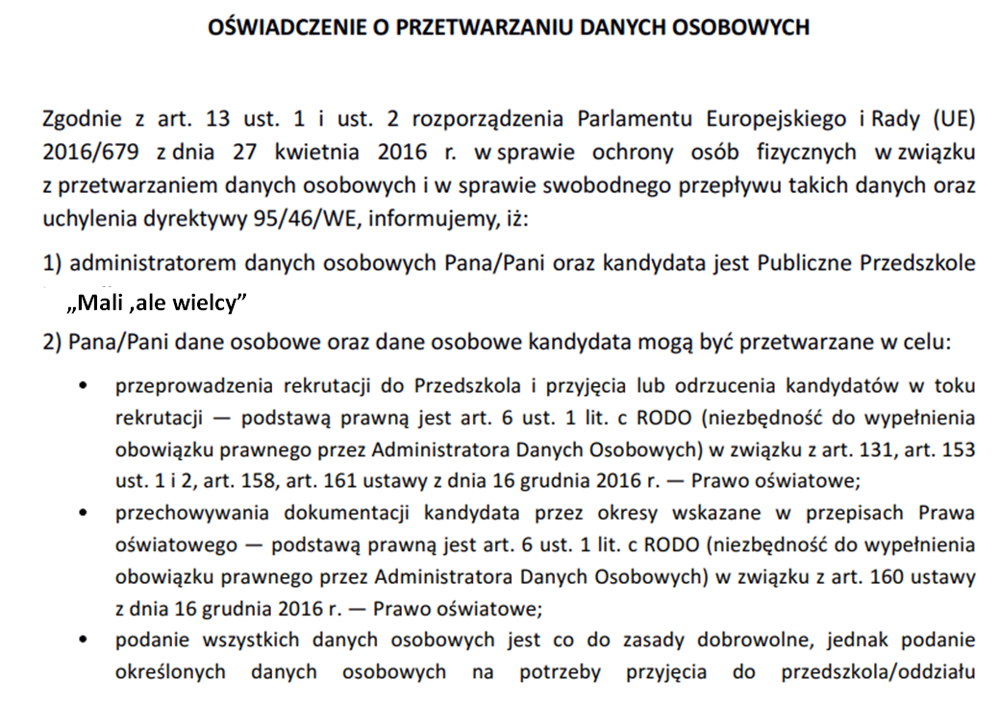 OŚWIADCZENIE O PRZETWARZANIU DANYCH OSOBOWYCH
Zgodnie z art. 13 ust. 1 i ust. 2 rozporządzenia Parlamentu Europejskiego i Rady (UE)
2016/679 z dnia 27 kwietnia 2016 r. w sprawie ochrony osób fizycznych w związku
z przetwarzaniem danych osobowych i w sprawie swobodnego przepływu takich danych oraz
uchylenia dyrektywy 95/46/WE, informujemy, iż:
1) administratorem danych osobowych Pana/Pani oraz kandydata jest Publiczne Przedszkole
„Mali ,ale wielcy”
2) Pana/Pani dane osobowe oraz dane osobowe kandydata mogą być przetwarzane w celu:
• przeprowadzenia rekrutacji do Przedszkola i przyjęcia lub odrzucenia kandydatów w toku
rekrutacji — podstawą prawną jest art. 6 ust. 1 lit. c RODO (niezbędność do wypełnienia
obowiązku prawnego przez Administratora Danych Osobowych) w związku z art. 131, art. 153
ust. 1 i 2, art. 158, art. 161 ustawy z dnia 16 grudnia 2016 r. — Prawo oświatowe;
• przechowywania dokumentacji kandydata przez okresy wskazane w przepisach Prawa
oświatowego — podstawą prawną jest art. 6 ust. 1 lit. c RODO (niezbędność do wypełnienia
obowiązku prawnego przez Administratora Danych Osobowych) w związku z art. 160 ustawy
z dnia 16 grudnia 2016 r. — Prawo oświatowe;
• podanie wszystkich danych osobowych jest co do zasady dobrowolne, jednak podanie
określonych danych osobowych na potrzeby przyjęcia do przedszkola/oddziału